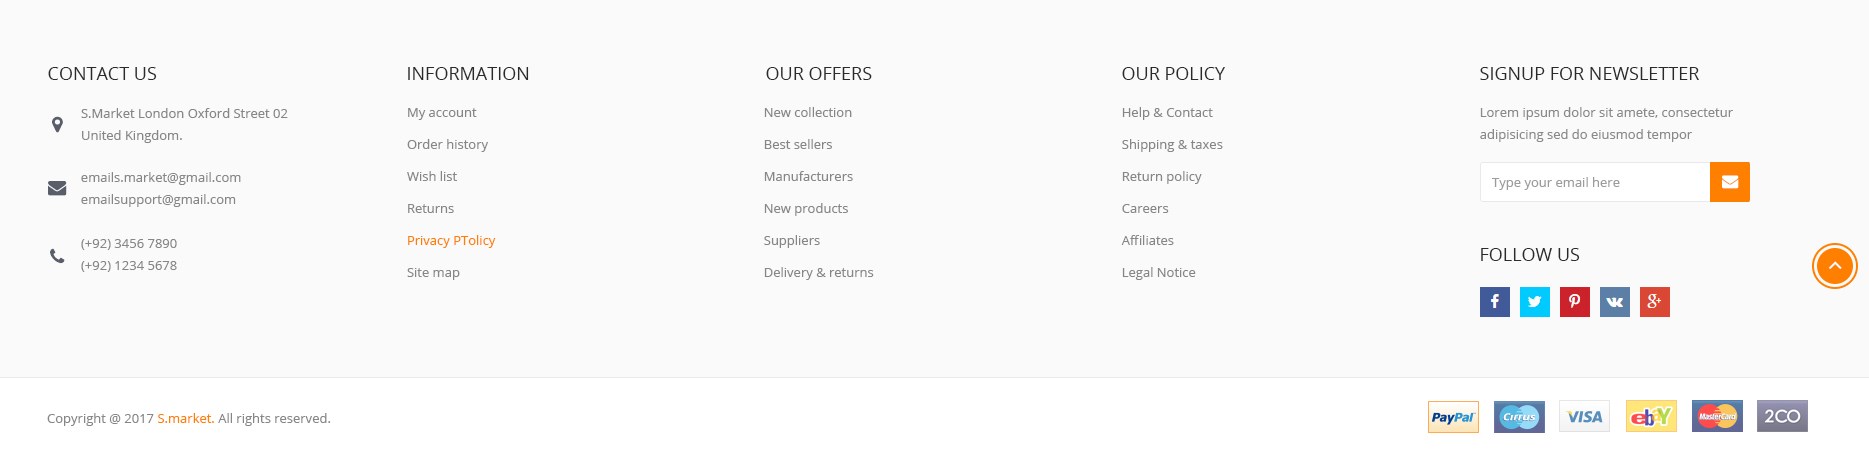 CONTACT US
S.Market London Oxford Street 02
United Kingdom.
emails.market@gmail.com
emailsupport@gmail.com
(+92) 3456 7890
(+92) 1234 5678
INFORMATION
My account
Order history
Wish list
Returns
Privacy PTolicy
Site map
OUR OFFERS
New collection
Best sellers
Manufacturers
New products
Suppliers
Delivery & returns
OUR POLICY
Help & Contact
Shipping & taxes
Return policy
Careers
Affiliates
Legal Notice
SIGNUP FOR NEWSLETTER
Lorem ipsum dolor sit amete, consectetur
adipisicing sed do eiusmod tempor
Type your email here
FOLLOW US
Copyright @ 2017 S.market. All rights reserved.
PayPal
Cirrus
VISA
ebY
MasterCard
2CO